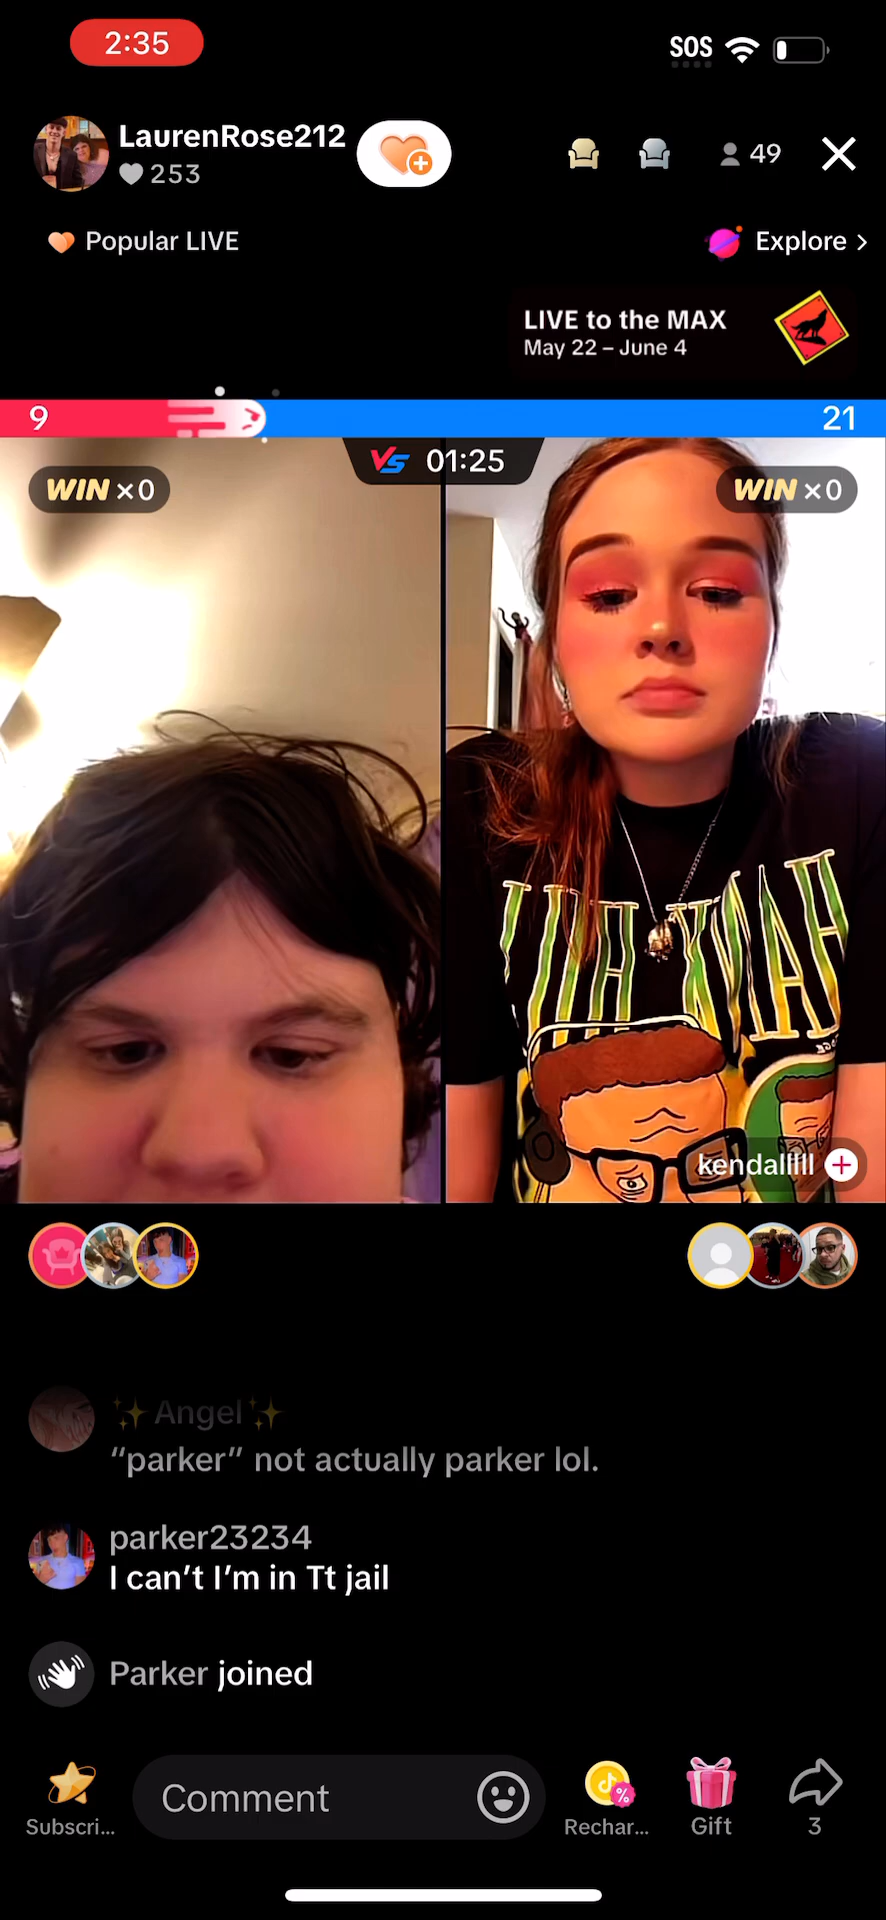 2:35
SOS
LaurenRose212
253
49
Popular LIVE
Explore >
LIVE to the MAX
May 22 – June 4
9
21
VS 01:25
WIN ×0
WIN ×0
kendalllll
✨Angel✨
“parker” not actually parker lol.
parker23234
I can’t I’m in Tt jail
Parker joined
Subscri...
Comment
Rechar...
Gift
3